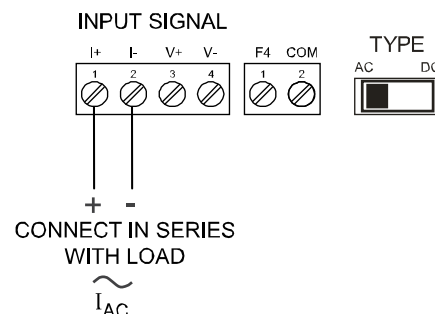 INPUT SIGNAL
I+ I- V+ V- F4 COM
1 2 3 4 1 2
TYPE
AC DC
+ -
CONNECT IN SERIES
WITH LOAD
IAC